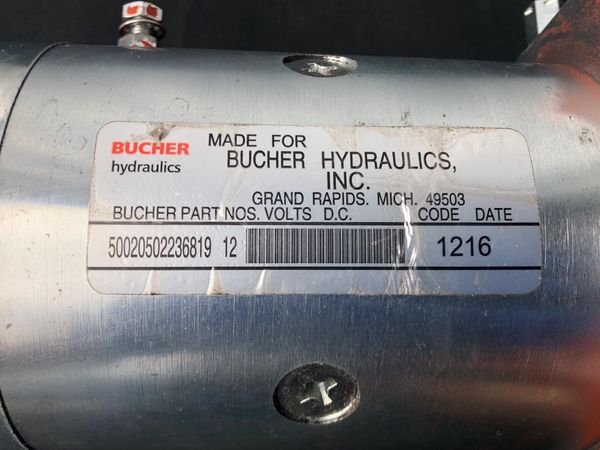 BUCHER
hydraulics
MADE FOR
BUCHER HYDRAULICS,
INC.
GRAND RAPIDS. MICH. 49503
BUCHER PART NOS. VOLTS D.C. CODE DATE
50020502236819 12 1216